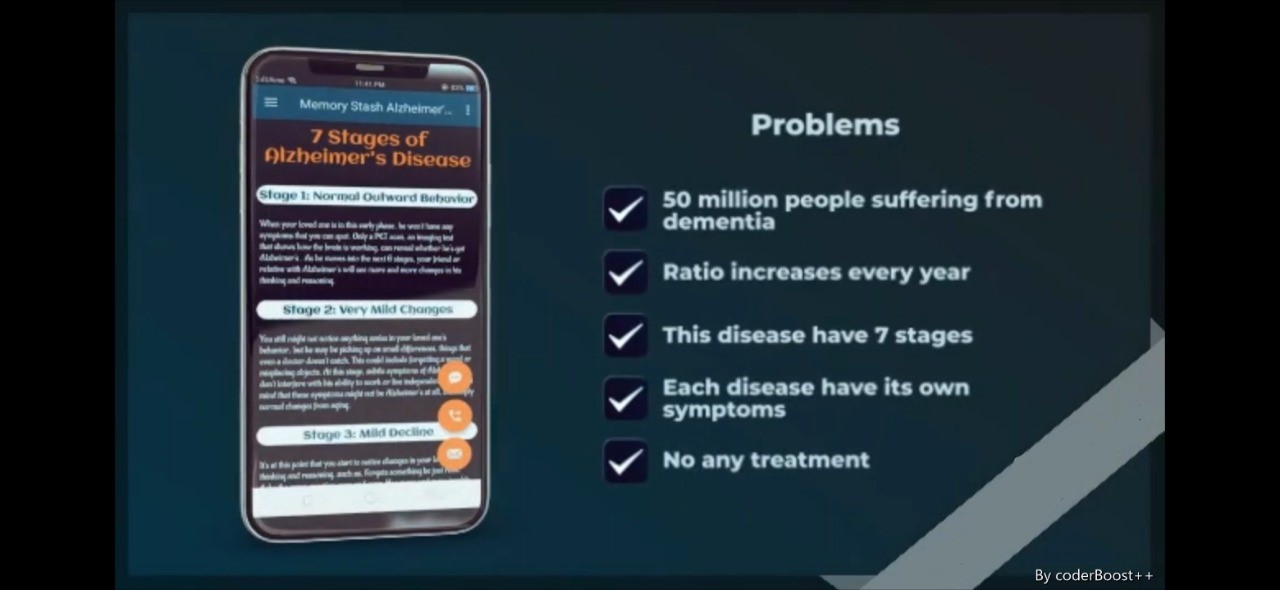 11:41 PM
83%
Memory Stash Alzheimer'...
7 Stages of
Alzheimer's Disease
Stage 1: Normal Outward Behavior
When your loved one is in this early phase, he won't have any
symptoms that you can spot. Only a PET scan, an imaging test
that shows how the brain is working, can reveal whether he's got
Alzheimer's. As he moves into the next 6 stages, your friend or
relative with Alzheimer's will see more and more changes in his
thinking and reasoning.
Stage 2: Very Mild Changes
You still might not notice anything amiss in your loved one's
behavior, but he may be picking up on small differences, things that
even a doctor doesn't catch. This could include forgetting a word or
misplacing objects. At this stage, subtle symptoms of
don't interfere with his ability to work or live
mind that these symptoms might not be Alzheimer's at all,
normal changes from aging.
Stage 3: Mild Decline
It's at this point that you start to notice changes in your
thinking and reasoning, such as. Forgets something he just
Problems
50 million people suffering from
dementia
Ratio increases every year
This disease have 7 stages
Each disease have its own
symptoms
No any treatment
By coderBoost++